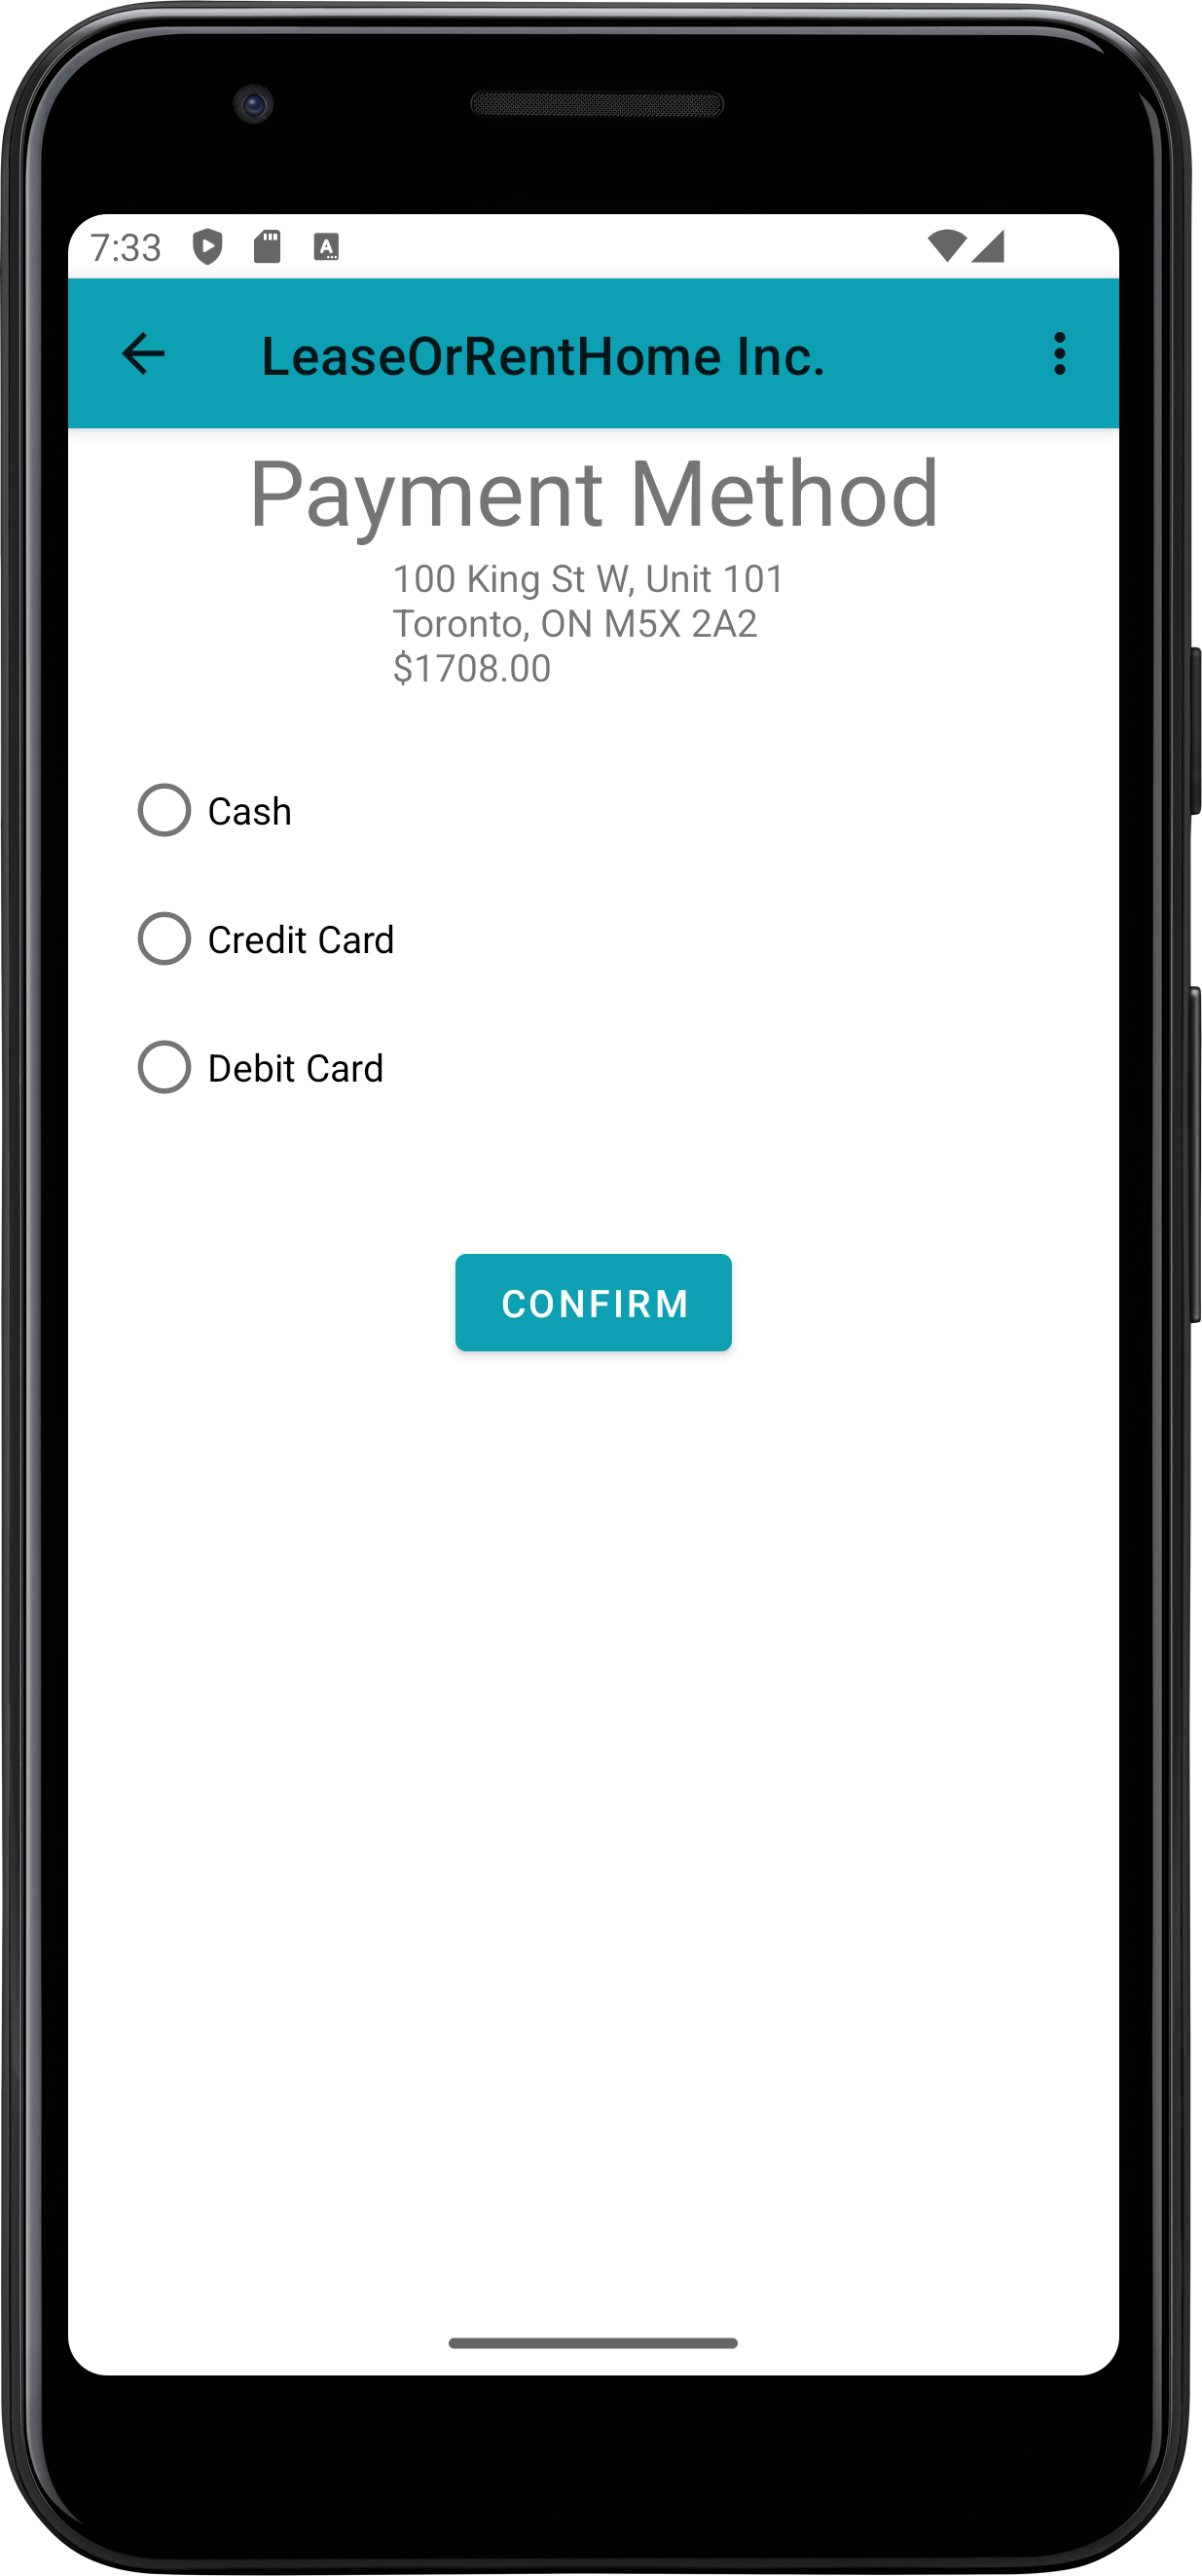 7:33
LeaseOrRentHome Inc.
Payment Method
100 King St W, Unit 101
Toronto, ON M5X 2A2
$1708.00
Cash
Credit Card
Debit Card
CONFIRM